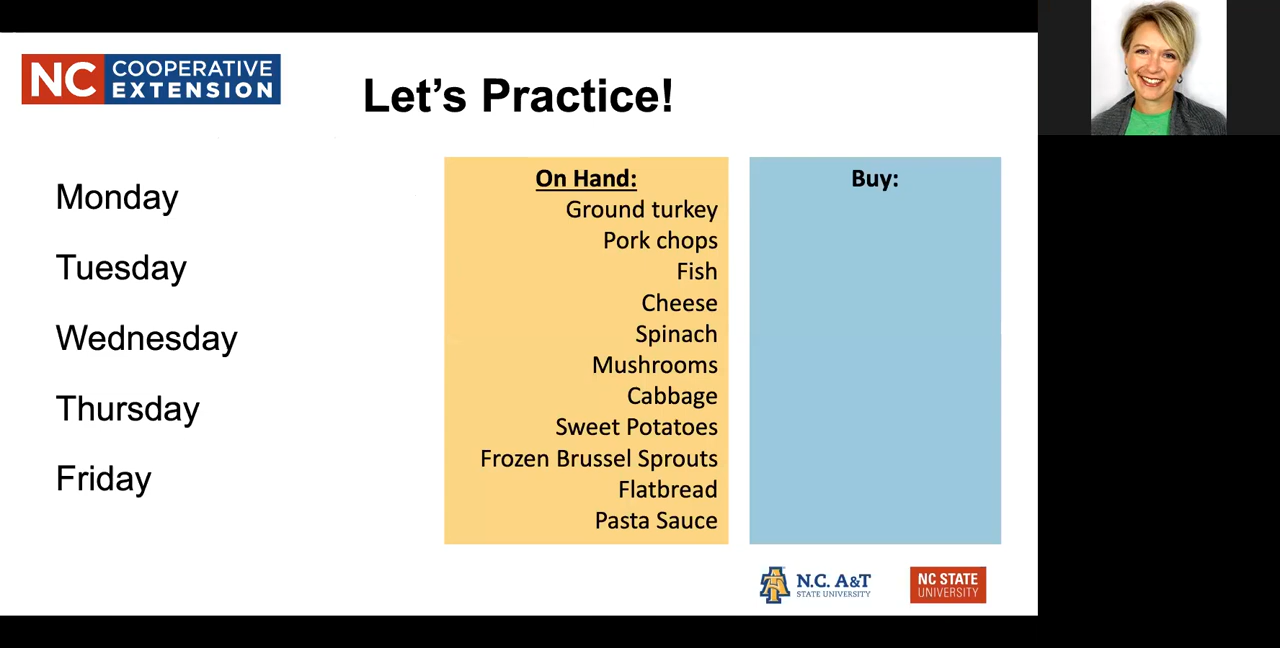 NC COOPERATIVE
EXTENSION
Let's Practice!
Monday
Tuesday
Wednesday
Thursday
Friday
On Hand:
Ground turkey
Pork chops
Fish
Cheese
Spinach
Mushrooms
Cabbage
Sweet Potatoes
Frozen Brussel Sprouts
Flatbread
Pasta Sauce
Buy:
N.C. A&T
STATE UNIVERSITY
NC STATE
UNIVERSITY